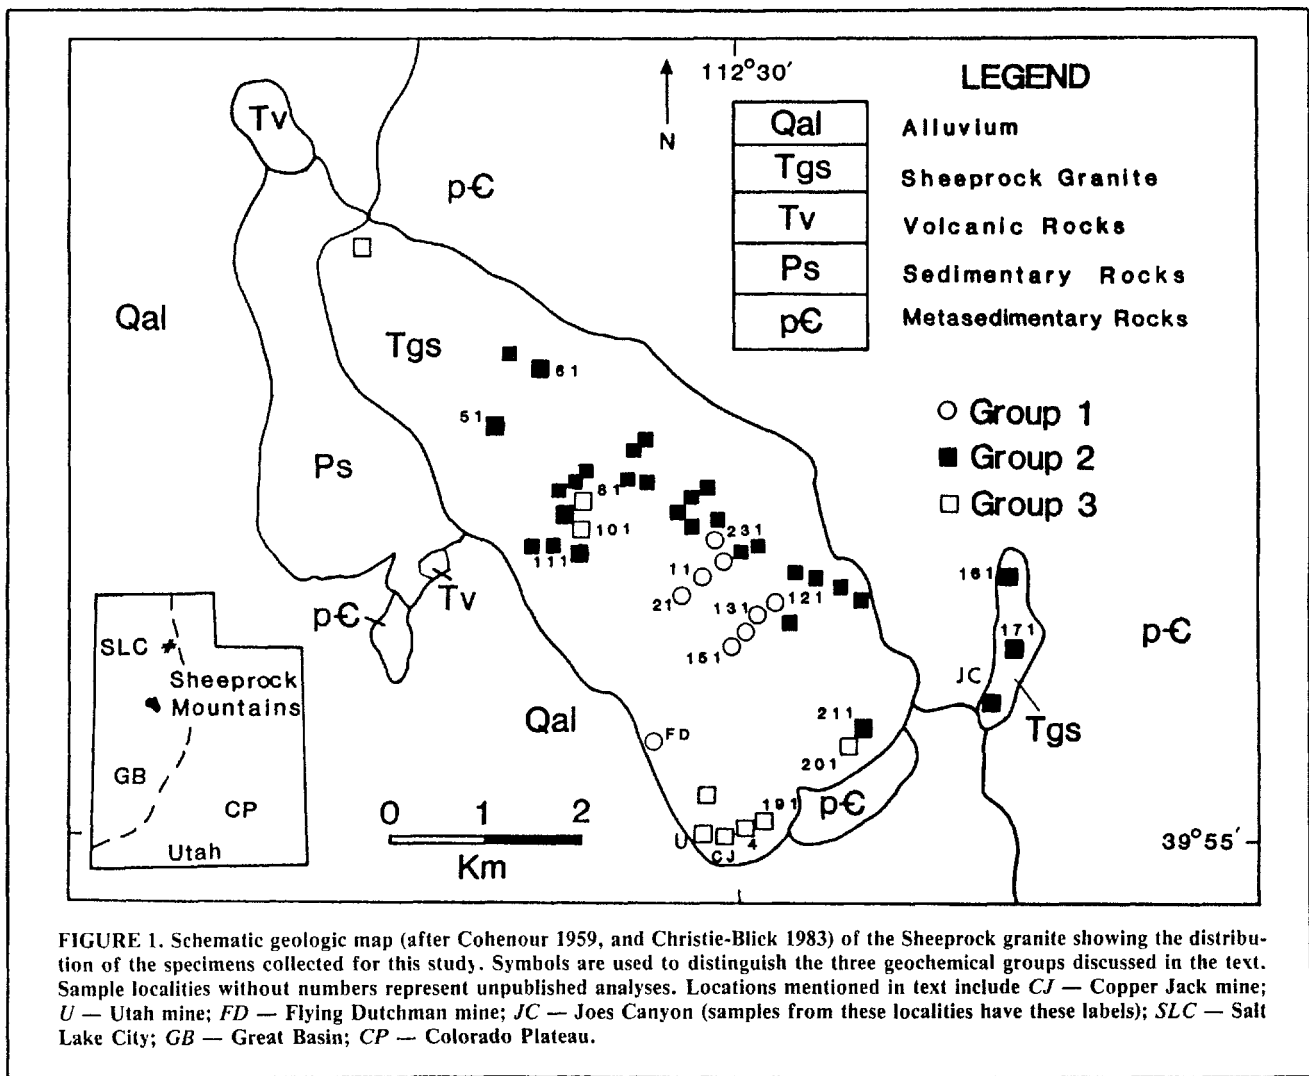 112°30′
LEGEND
N
Qal Alluvium
Tgs Sheeprock Granite
Tv Volcanic Rocks
Ps Sedimentary Rocks
p-Є Metasedimentary Rocks
Group 1
Group 2
Group 3
Tv
p-Є
Qal
Tgs
61
51
Ps
81
101
111
231
11
21
131
121
151
161
171
p-Є
JC
Tgs
Tv
p-Є
Qal
FD
211
201
191
p-Є
U
CJ
4
39°55′
SLC
Sheeprock
Mountains
GB
CP
Utah
0 1 2
Km
FIGURE 1. Schematic geologic map (after Cohenour 1959, and Christie-Blick 1983) of the Sheeprock granite showing the distribu-
tion of the specimens collected for this study. Symbols are used to distinguish the three geochemical groups discussed in the text.
Sample localities without numbers represent unpublished analyses. Locations mentioned in text include CJ — Copper Jack mine;
U — Utah mine; FD — Flying Dutchman mine; JC — Joes Canyon (samples from these localities have these labels); SLC — Salt
Lake City; GB — Great Basin; CP — Colorado Plateau.